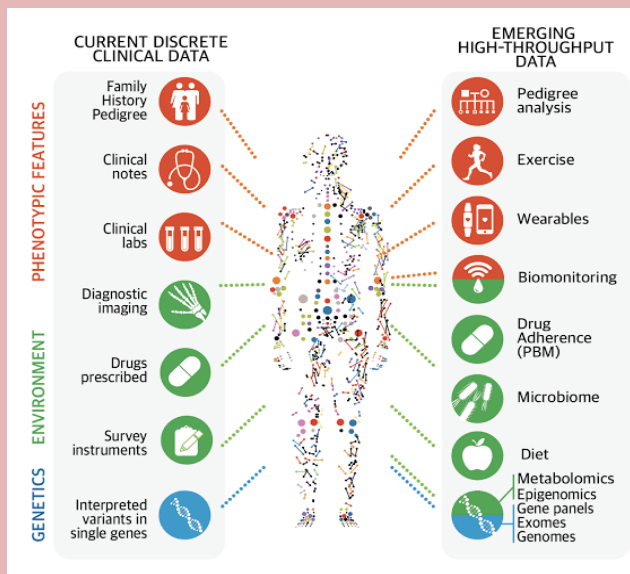 CURRENT DISCRETE
CLINICAL DATA
EMERGING
HIGH-THROUGHPUT
DATA
PHENOTYPIC FEATURES
ENVIRONMENT
GENETICS
Family
History
Pedigree
Clinical
notes
Clinical
labs
Diagnostic
imaging
Drugs
prescribed
Survey
instruments
Interpreted
variants in
single genes
Pedigree
analysis
Exercise
Wearables
Biomonitoring
Drug
Adherence
(PBM)
Microbiome
Diet
Metabolomics
Epigenomics
Gene panels
Exomes
Genomes